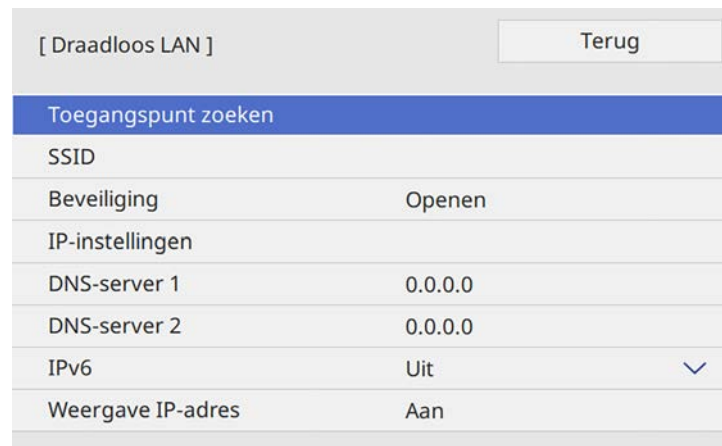 [ Draadloos LAN ] Terug
Toegangspunt zoeken
SSID
Beveiliging Openen
IP-instellingen
DNS-server 1 0.0.0.0
DNS-server 2 0.0.0.0
IPv6 Uit
Weergave IP-adres Aan